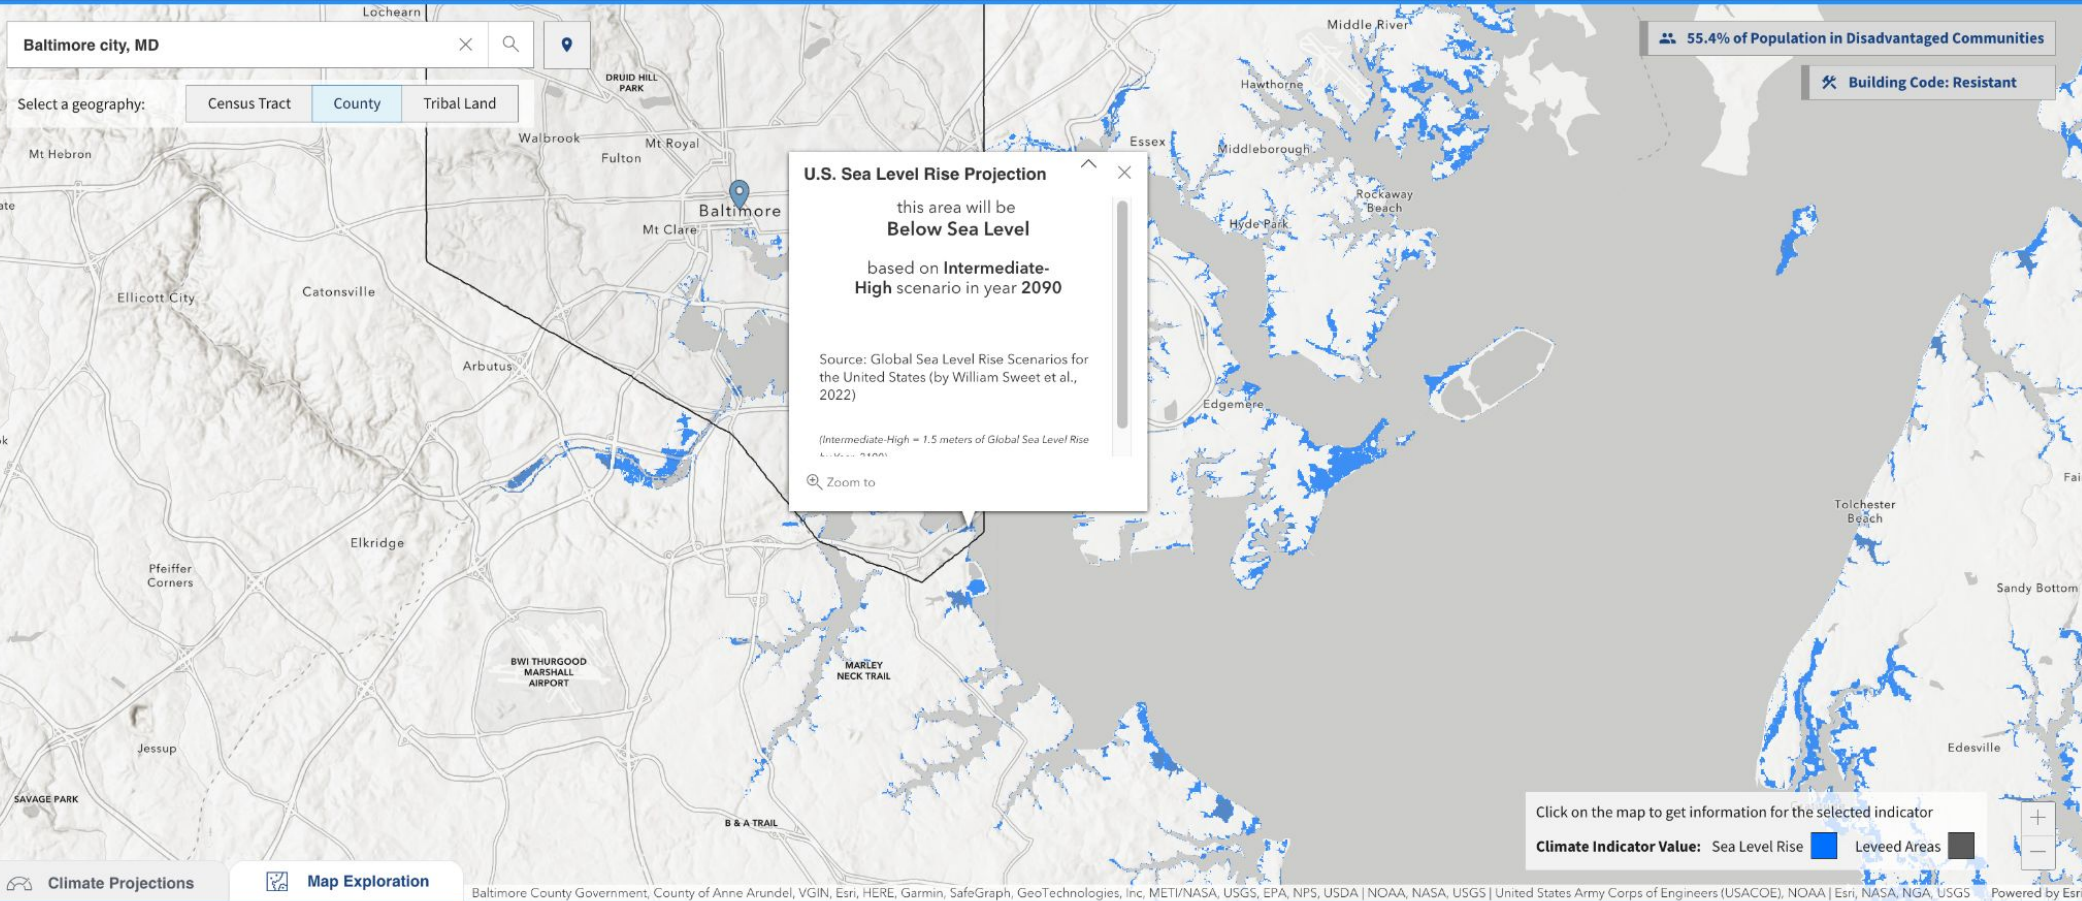 Lochearn
Middle River
Baltimore city, MD
55.4% of Population in Disadvantaged Communities
DRUID HILL
PARK
Hawthorne
Building Code: Resistant
Select a geography:
Census Tract
County
Tribal Land
Walbrook
Mt Royal
Essex
Middleborough
Mt Hebron
Fulton
U.S. Sea Level Rise Projection
this area will be
Below Sea Level
based on Intermediate-
High scenario in year 2090
Source: Global Sea Level Rise Scenarios for
the United States (by William Sweet et al.,
2022)
(Intermediate-High = 1.5 meters of Global Sea Level Rise
by Year 2100)
Zoom to
Rockaway
Beach
Baltimore
Mt Clare
Hyde Park
Ellicott City
Catonsville
Arbutus
Edgemere
Tolchester
Beach
Elkridge
Pfeiffer
Corners
Sandy Bottom
BWI THURGOOD
MARSHALL
AIRPORT
MARLEY
NECK TRAIL
Jessup
Edesville
SAVAGE PARK
B & A TRAIL
Click on the map to get information for the selected indicator
Climate Indicator Value: Sea Level Rise
Leveed Areas
Climate Projections
Map Exploration
Baltimore County Government, County of Anne Arundel, VGIN, Esri, HERE, Garmin, SafeGraph, GeoTechnologies, Inc, METI/NASA, USGS, EPA, NPS, USDA | NOAA, NASA, USGS | United States Army Corps of Engineers (USACOE), NOAA | Esri, NASA, NGA, USGS
Powered by Esri